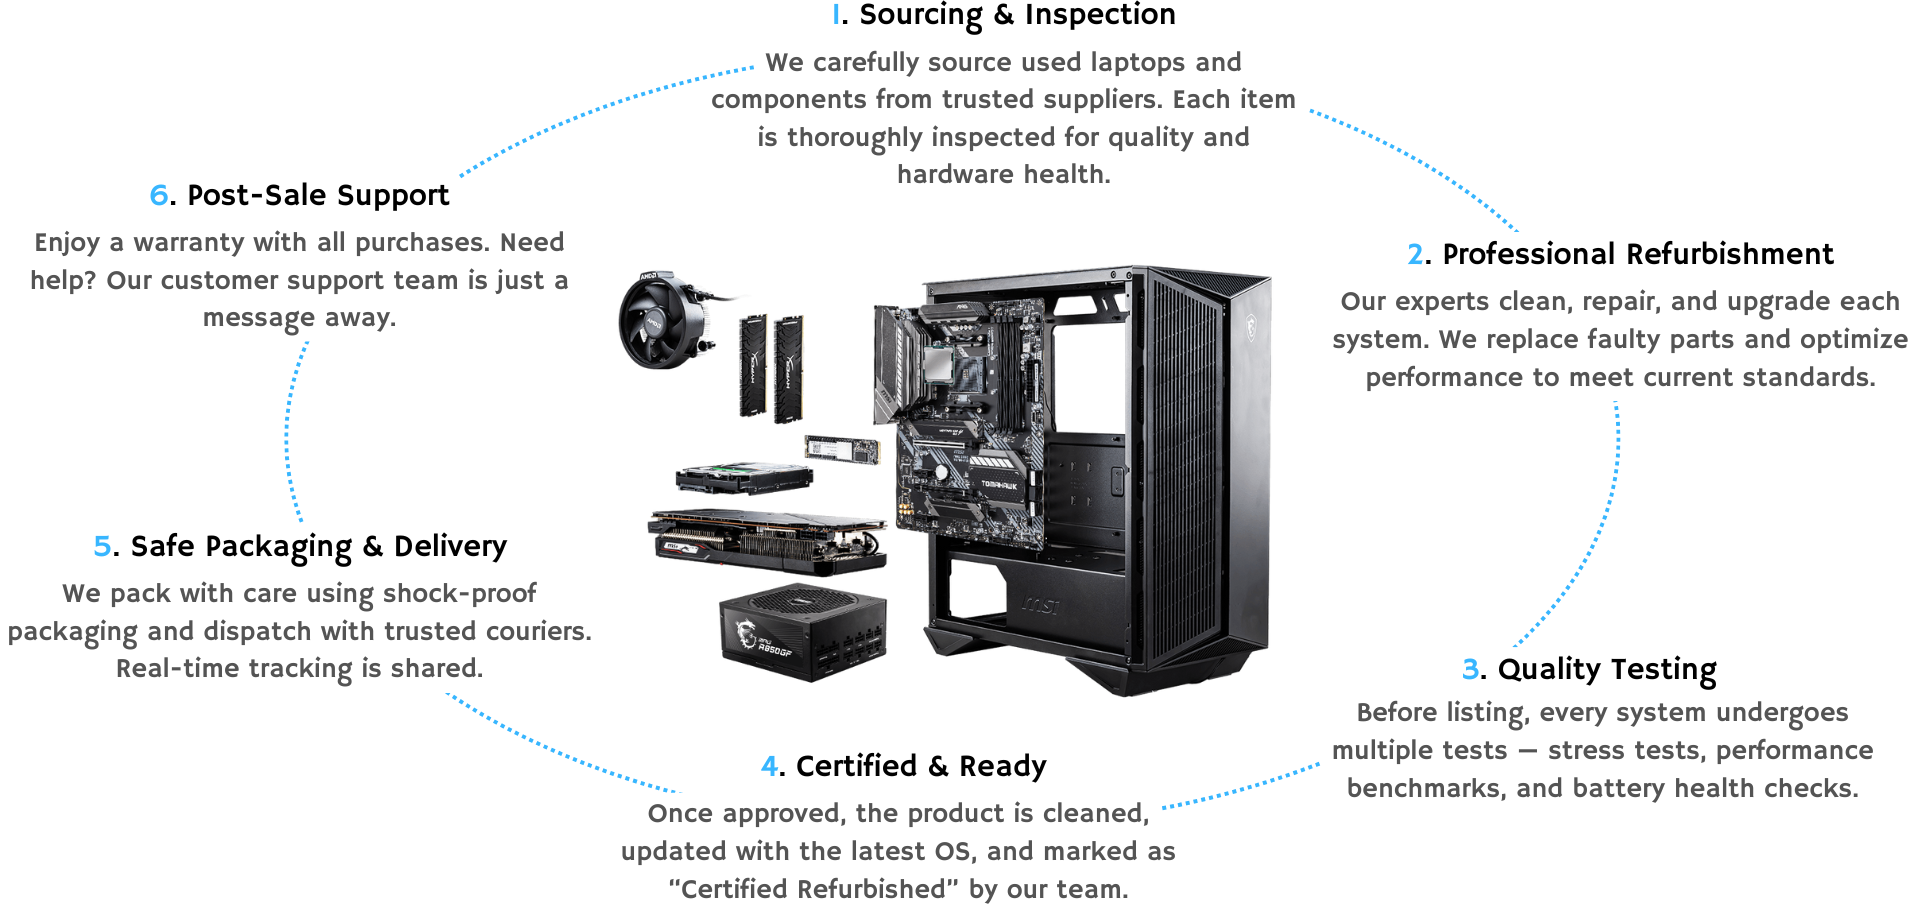 1. Sourcing & Inspection
We carefully source used laptops and
components from trusted suppliers. Each item
is thoroughly inspected for quality and
hardware health.
2. Professional Refurbishment
Our experts clean, repair, and upgrade each
system. We replace faulty parts and optimize
performance to meet current standards.
3. Quality Testing
Before listing, every system undergoes
multiple tests — stress tests, performance
benchmarks, and battery health checks.
4. Certified & Ready
Once approved, the product is cleaned,
updated with the latest OS, and marked as
“Certified Refurbished” by our team.
5. Safe Packaging & Delivery
We pack with care using shock-proof
packaging and dispatch with trusted couriers.
Real-time tracking is shared.
6. Post-Sale Support
Enjoy a warranty with all purchases. Need
help? Our customer support team is just a
message away.
AMD
HYPERX
HYPERX
TOMAHAWK
msi
A850GF